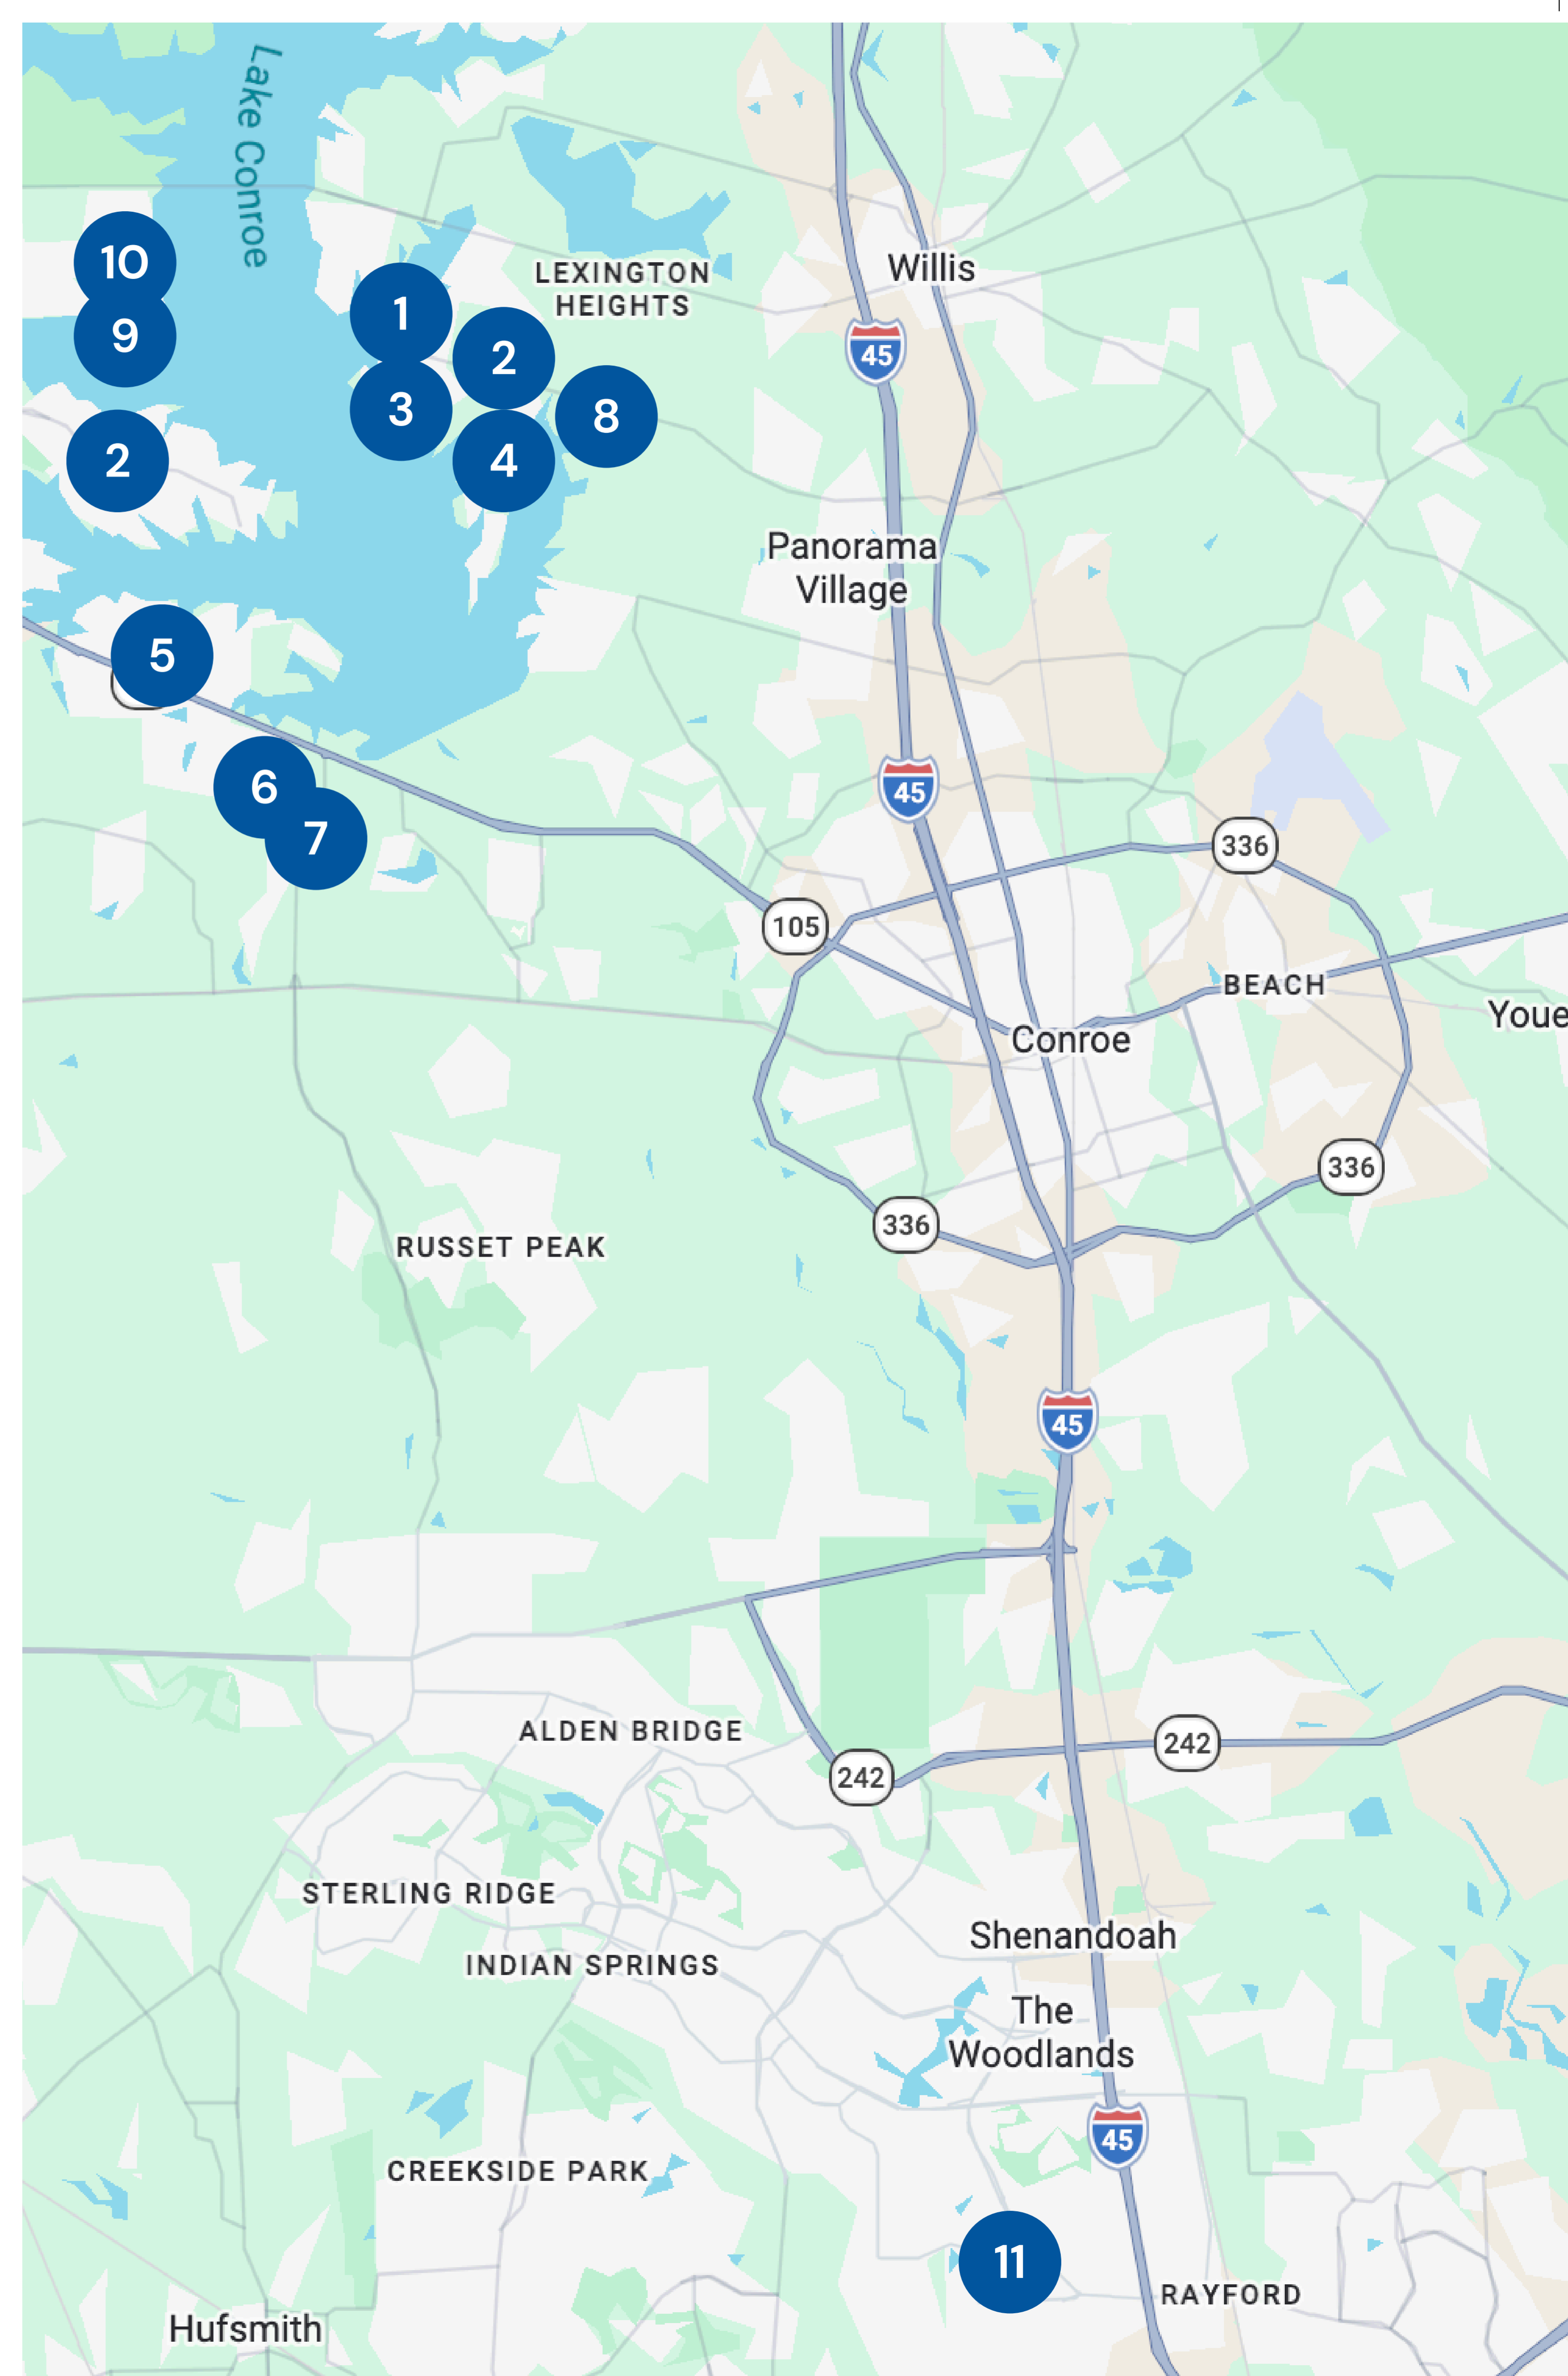 Lake Conroe
10
LEXINGTON
HEIGHTS
Willis
1
9
2
45
3
8
2
4
Panorama
Village
5
6
45
7
336
105
BEACH
Youe
Conroe
336
336
RUSSET PEAK
45
ALDEN BRIDGE
242
242
STERLING RIDGE
Shenandoah
INDIAN SPRINGS
The
Woodlands
45
CREEKSIDE PARK
11
RAYFORD
Hufsmith